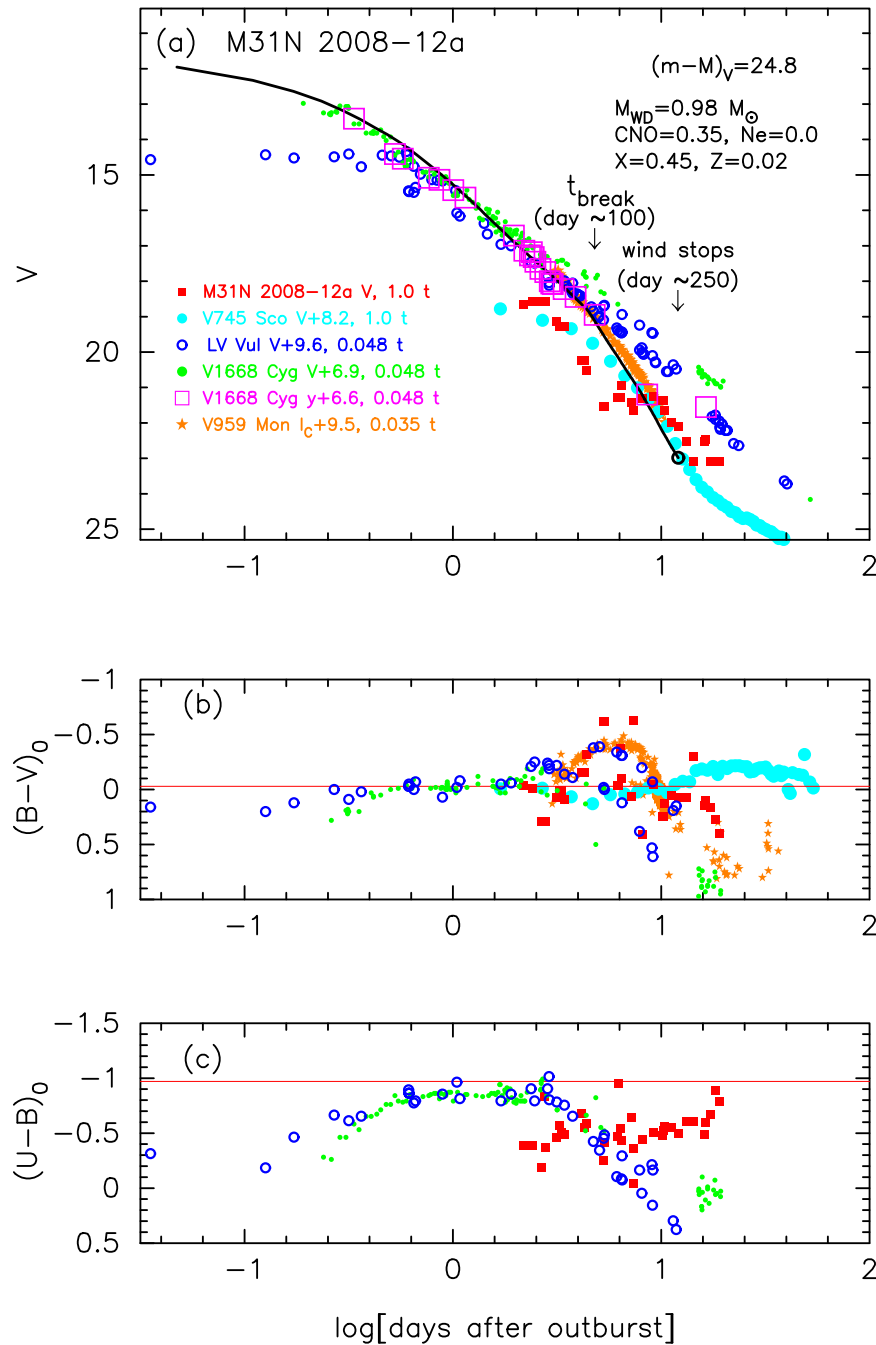 (a) M31N 2008-12a
(m-M)V=24.8
MWD=0.98 M⊙
CNO=0.35, Ne=0.0
X=0.45, Z=0.02
tbreak
(day ~100)
wind stops
(day ~250)
M31N 2008-12a V, 1.0 t
V745 Sco V+8.2, 1.0 t
LV Vul V+9.6, 0.048 t
V1668 Cyg V+6.9, 0.048 t
V1668 Cyg y+6.6, 0.048 t
V959 Mon IC+9.5, 0.035 t
V
15
20
25
-1 0 1 2
(b)
(B-V)0
-1
-0.5
0
0.5
1
-1 0 1 2
(c)
(U-B)0
-1.5
-1
-0.5
0
0.5
-1 0 1 2
log[days after outburst]